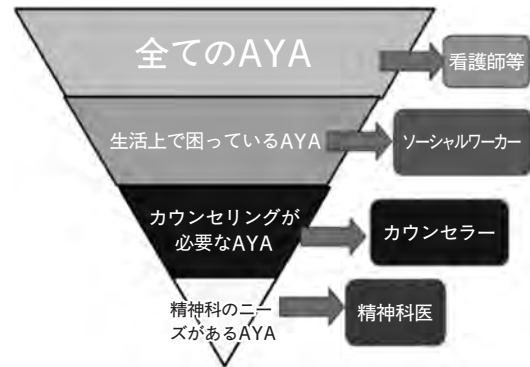 全てのAYA
看護師等
生活上で困っているAYA
ソーシャルワーカー
カウンセリングが
必要なAYA
カウンセラー
精神科のニー
ズがあるAYA
精神科医